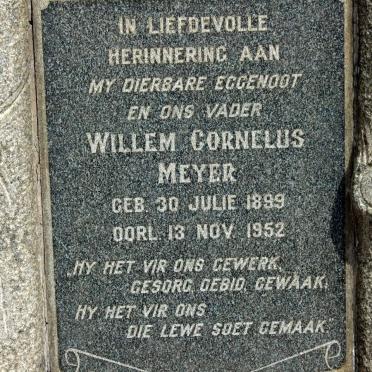 IN LIEFDEVOLLE
HERINNERING AAN
MY DIERBARE EGGENOOT
EN ONS VADER
WILLEM CORNELUS
MEYER
GEB. 30 JULIE 1899
OORL. 13 NOV. 1952
„HY HET VIR ONS GEWERK,
GESORG, GEBID, GEWAAK,
HY HET VIR ONS
DIE LEWE SOET GEMAAK."